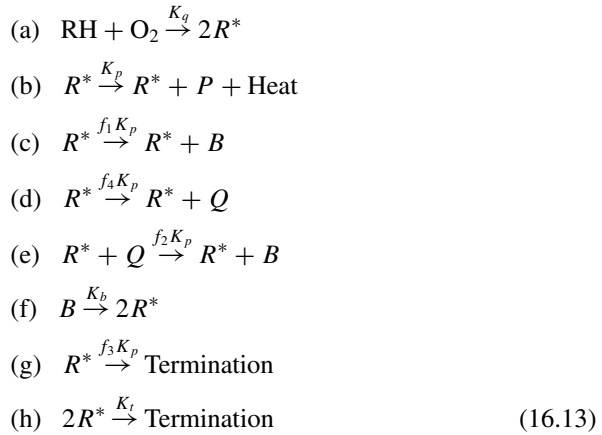 (a) RH + O₂ →^{K_q} 2R*
(b) R* →^{K_p} R* + P + Heat
(c) R* →^{f₁K_p} R* + B
(d) R* →^{f₄K_p} R* + Q
(e) R* + Q →^{f₂K_p} R* + B
(f) B →^{K_b} 2R*
(g) R* →^{f₃K_p} Termination
(h) 2R* →^{K_t} Termination (16.13)